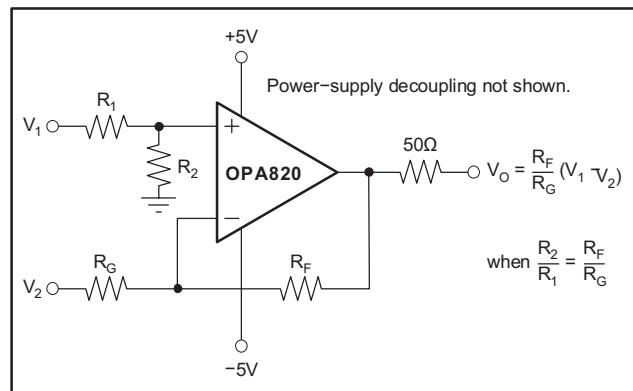 +5V
Power−supply decoupling not shown.
R1
V1
+
R2
50Ω
OPA820
VO = RF/RG (V1 − V2)
−
RG
RF
V2
when R2/R1 = RF/RG
−5V